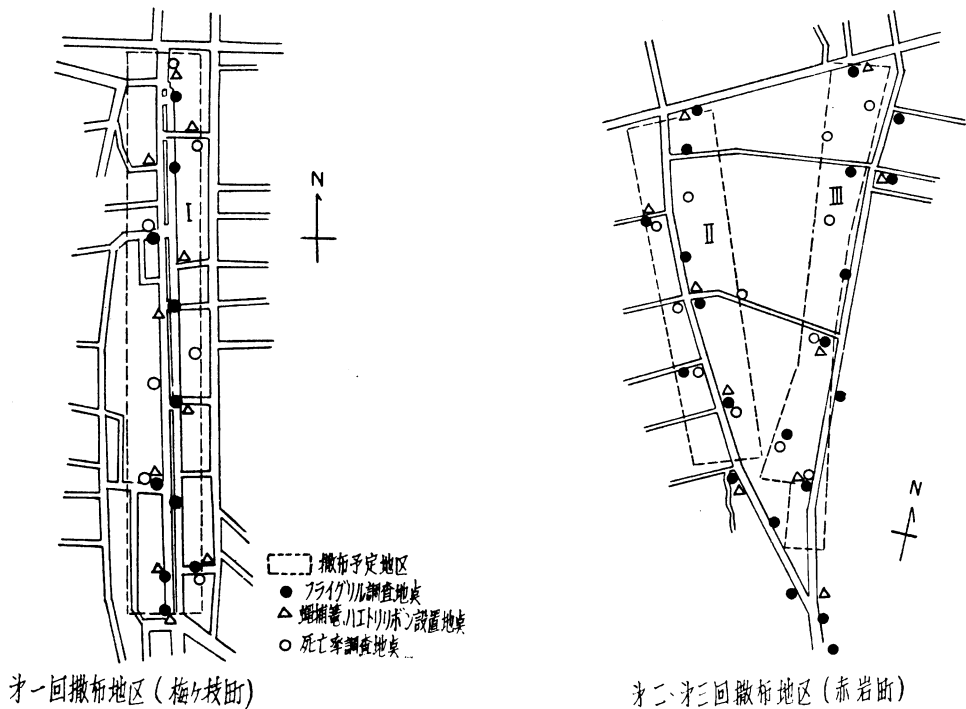 N
I
撒布予定地区
フライグリル調査地点
蠅捕篭、ハエトリリボン設置地点
死亡率調査地点
才一回撒布地区(梅ケ枝町)
N
II
III
才二、才三回撒布地区(赤岩町)